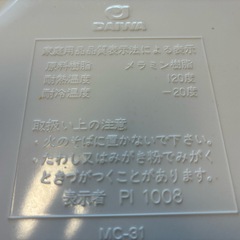 DAIWA
家庭用品品質表示法による表示
原料樹脂 メラミン樹脂
耐熱温度 120度
耐冷温度 −20度
取扱い上の注意
・火のそばに置かないで下さい。
・たわし又はみがき粉でみがくときずがつくことがあります。
表示者 PI 1008
MC-31